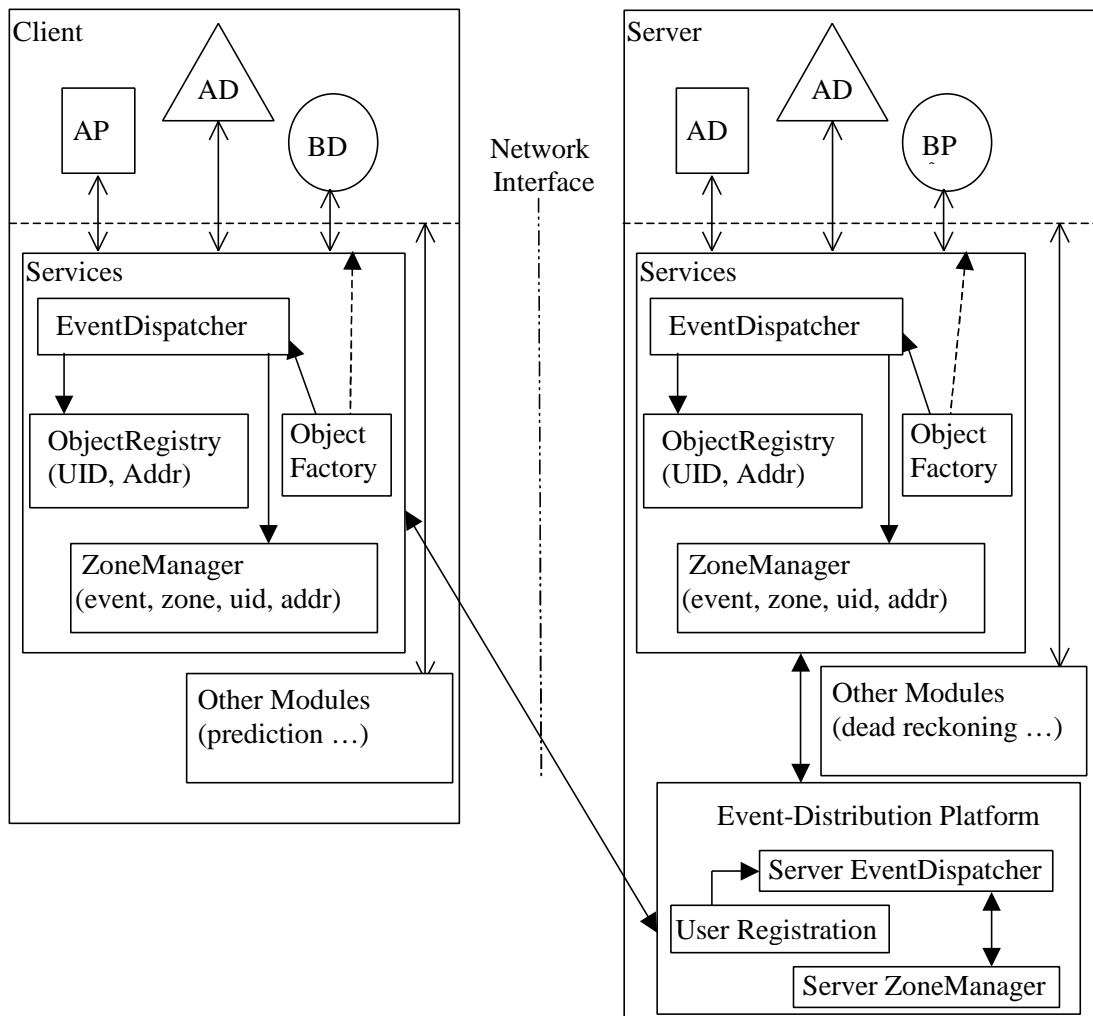 Client
AP
AD
BD
Services
EventDispatcher
ObjectRegistry
(UID, Addr)
Object
Factory
ZoneManager
(event, zone, uid, addr)
Other Modules
(prediction …)
Network
Interface
Server
AD
AD
BP
Services
EventDispatcher
ObjectRegistry
(UID, Addr)
Object
Factory
ZoneManager
(event, zone, uid, addr)
Other Modules
(dead reckoning …)
Event-Distribution Platform
Server EventDispatcher
User Registration
Server ZoneManager